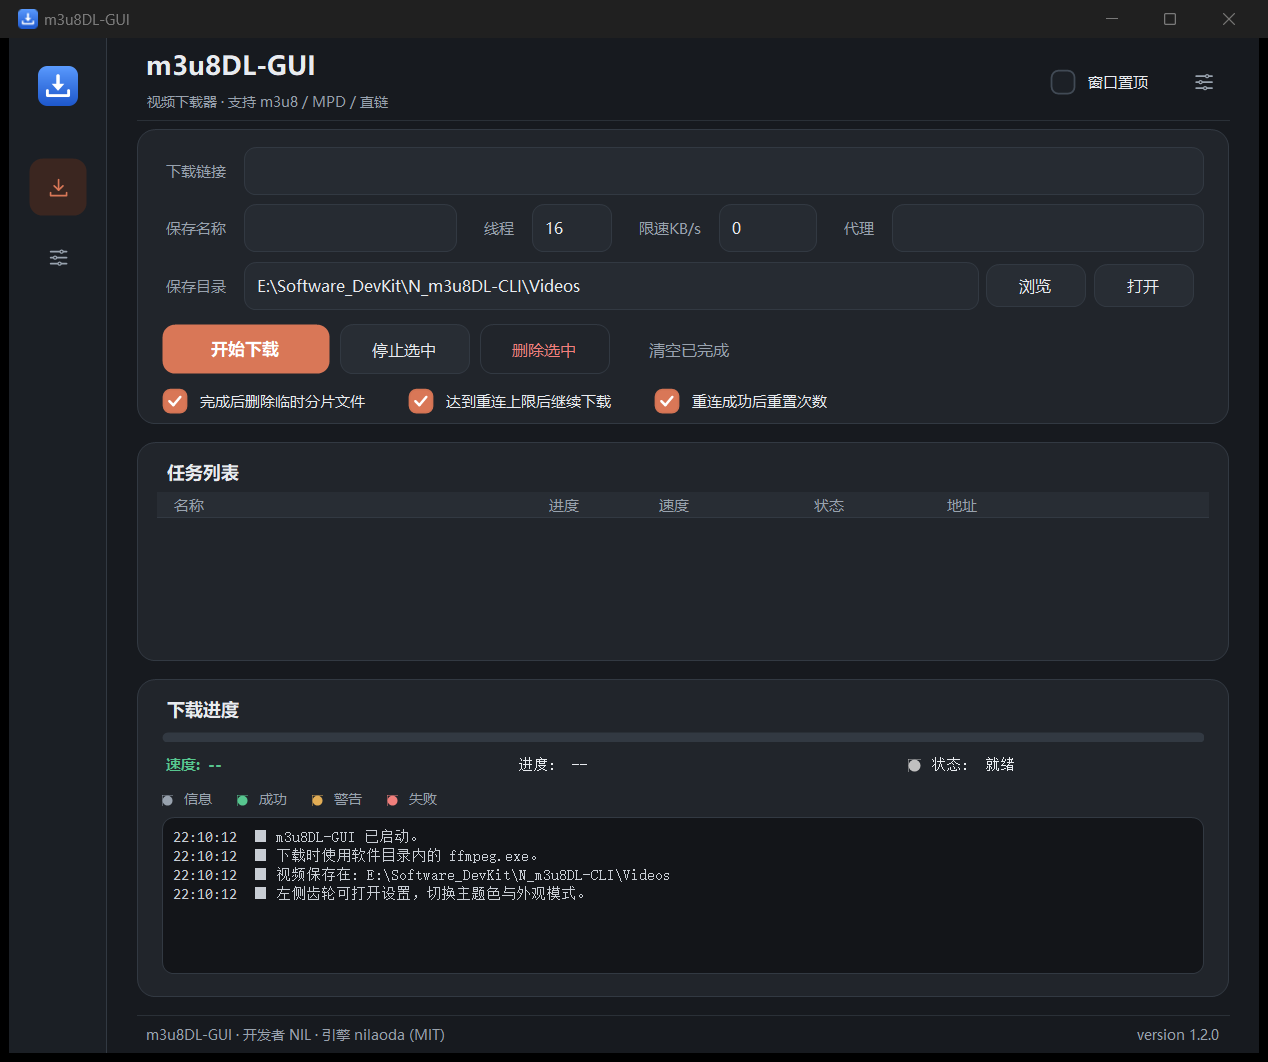 m3u8DL-GUI
m3u8DL-GUI
视频下载器 · 支持 m3u8 / MPD / 直链
窗口置顶
下载链接
保存名称 线程 16 限速KB/s 0 代理
保存目录 E:\Software_DevKit\N_m3u8DL-CLI\Videos 浏览 打开
开始下载 停止选中 删除选中 清空已完成
完成后删除临时分片文件 达到重连上限后继续下载 重连成功后重置次数
任务列表
名称 进度 速度 状态 地址
下载进度
速度: -- 进度: -- 状态: 就绪
信息 成功 警告 失败
22:10:12 m3u8DL-GUI 已启动。
22:10:12 下载时使用软件目录内的 ffmpeg.exe。
22:10:12 视频保存在: E:\Software_DevKit\N_m3u8DL-CLI\Videos
22:10:12 左侧齿轮可打开设置，切换主题色与外观模式。
m3u8DL-GUI · 开发者 NIL · 引擎 nilaoda (MIT) version 1.2.0